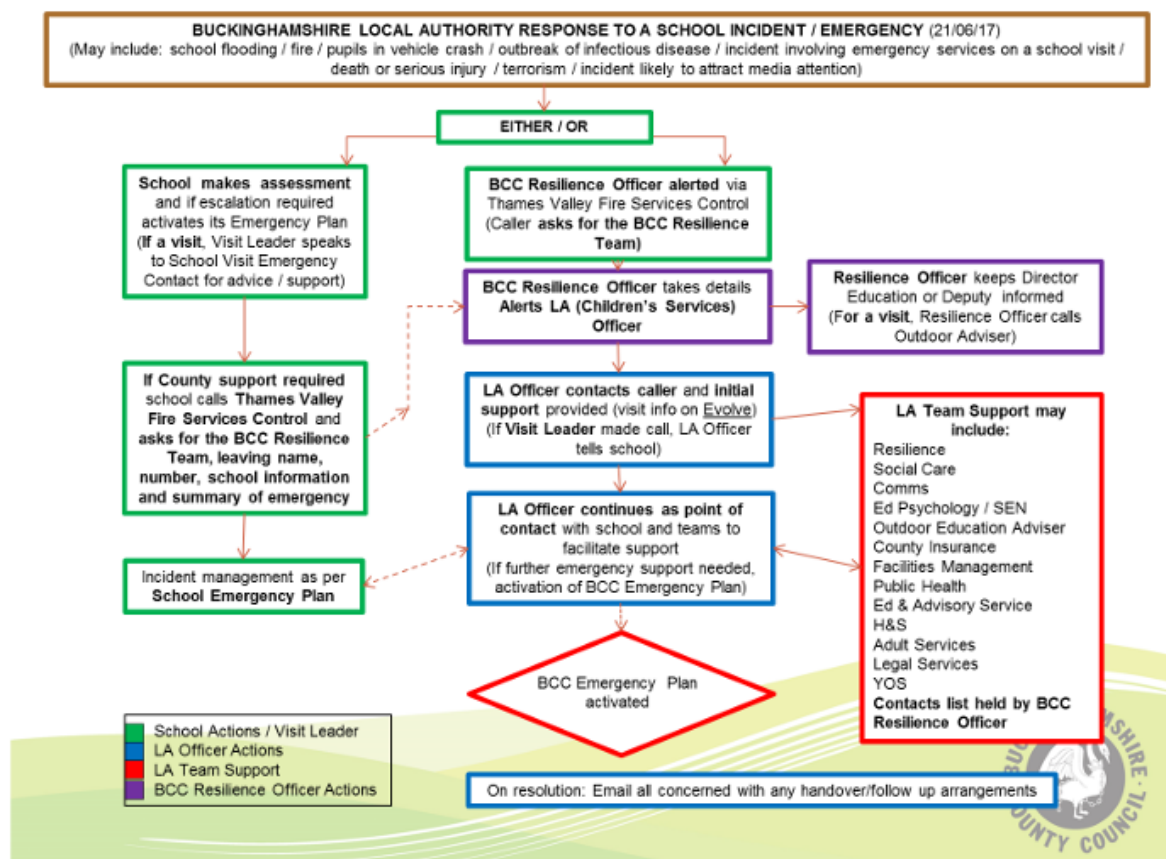 BUCKINGHAMSHIRE LOCAL AUTHORITY RESPONSE TO A SCHOOL INCIDENT / EMERGENCY (21/06/17)
(May include: school flooding / fire / pupils in vehicle crash / outbreak of infectious disease / incident involving emergency services on a school visit /
death or serious injury / terrorism / incident likely to attract media attention)
EITHER / OR
School makes assessment
and if escalation required
activates its Emergency Plan
(If a visit, Visit Leader speaks
to School Visit Emergency
Contact for advice / support)
If County support required
school calls Thames Valley
Fire Services Control and
asks for the BCC Resilience
Team, leaving name,
number, school information
and summary of emergency
Incident management as per
School Emergency Plan
BCC Resilience Officer alerted via
Thames Valley Fire Services Control
(Caller asks for the BCC Resilience
Team)
BCC Resilience Officer takes details
Alerts LA (Children's Services)
Officer
Resilience Officer keeps Director
Education or Deputy informed
(For a visit, Resilience Officer calls
Outdoor Adviser)
LA Officer contacts caller and initial
support provided (visit info on Evolve)
(If Visit Leader made call, LA Officer
tells school)
LA Officer continues as point of
contact with school and teams to
facilitate support
(If further emergency support needed,
activation of BCC Emergency Plan)
BCC Emergency Plan
activated
LA Team Support may
include:
Resilience
Social Care
Comms
Ed Psychology / SEN
Outdoor Education Adviser
County Insurance
Facilities Management
Public Health
Ed & Advisory Service
H&S
Adult Services
Legal Services
YOS
Contacts list held by BCC
Resilience Officer
School Actions / Visit Leader
LA Officer Actions
LA Team Support
BCC Resilience Officer Actions
On resolution: Email all concerned with any handover/follow up arrangements
COUNTY COUNCIL